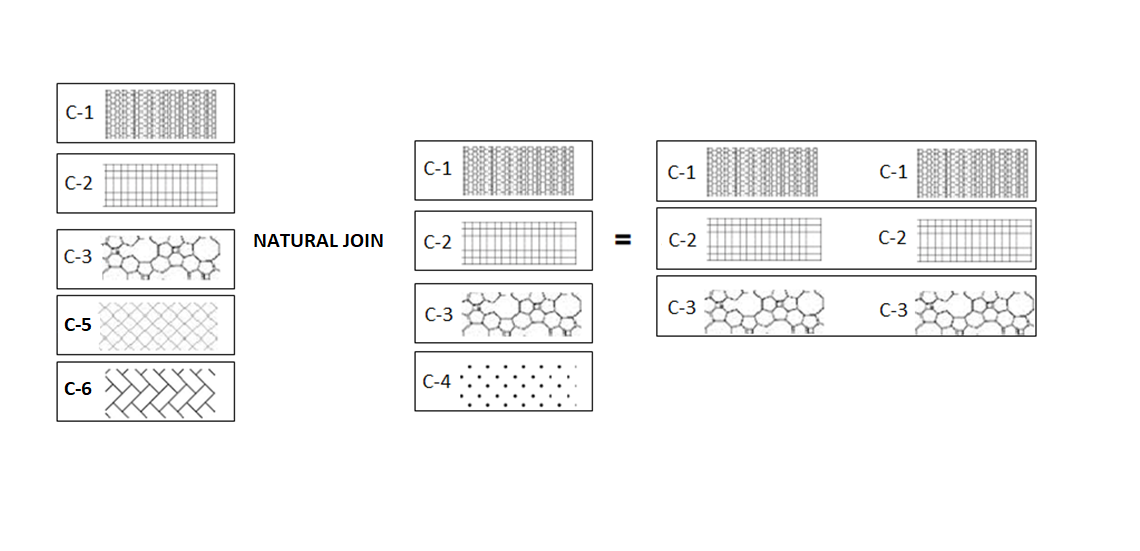 C-1
C-2
C-3
C-5
C-6
NATURAL JOIN
C-1
C-2
C-3
C-4
=
C-1 C-1
C-2 C-2
C-3 C-3